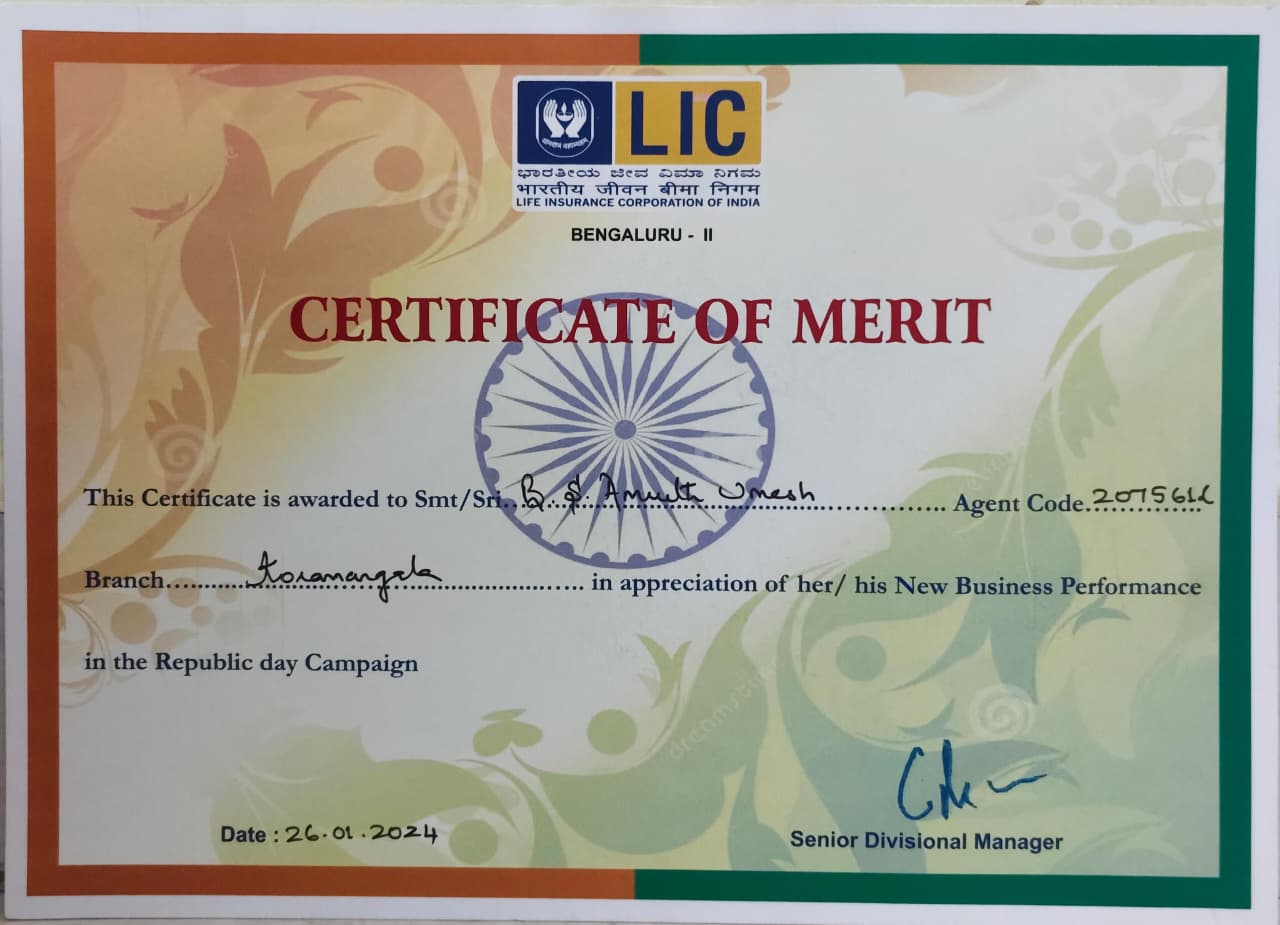 LIC
ಭಾರತೀಯ ಜೀವ ವಿಮಾ ನಿಗಮ
भारतीय जीवन बीमा निगम
LIFE INSURANCE CORPORATION OF INDIA
BENGALURU - II
CERTIFICATE OF MERIT
This Certificate is awarded to Smt/Sri. B. S. Umesh Agent Code.
Branch Koramangala in appreciation of her/ his New Business Performance
in the Republic day Campaign
Date : 26.01.2024
Senior Divisional Manager